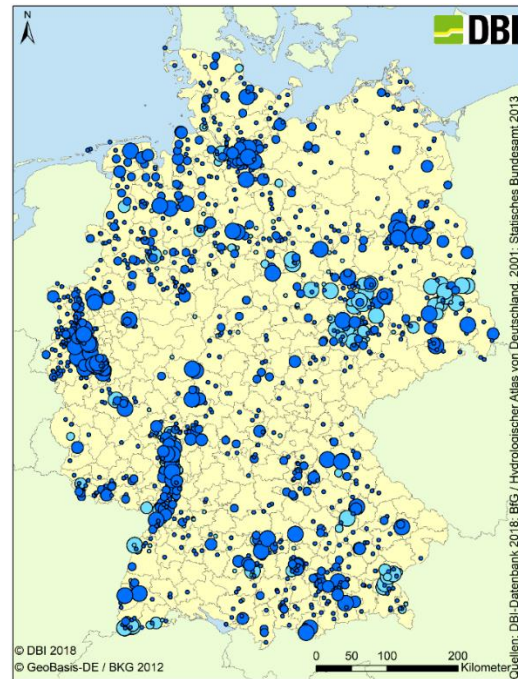 N
DBI
Quellen: DBI-Datenbank 2018: BfG / Hydrologischer Atlas von Deutschland, 2001: Statisches Bundesamt 2013
© DBI 2018
© GeoBasis-DE / BKG 2012
0 50 100 200
Kilometer